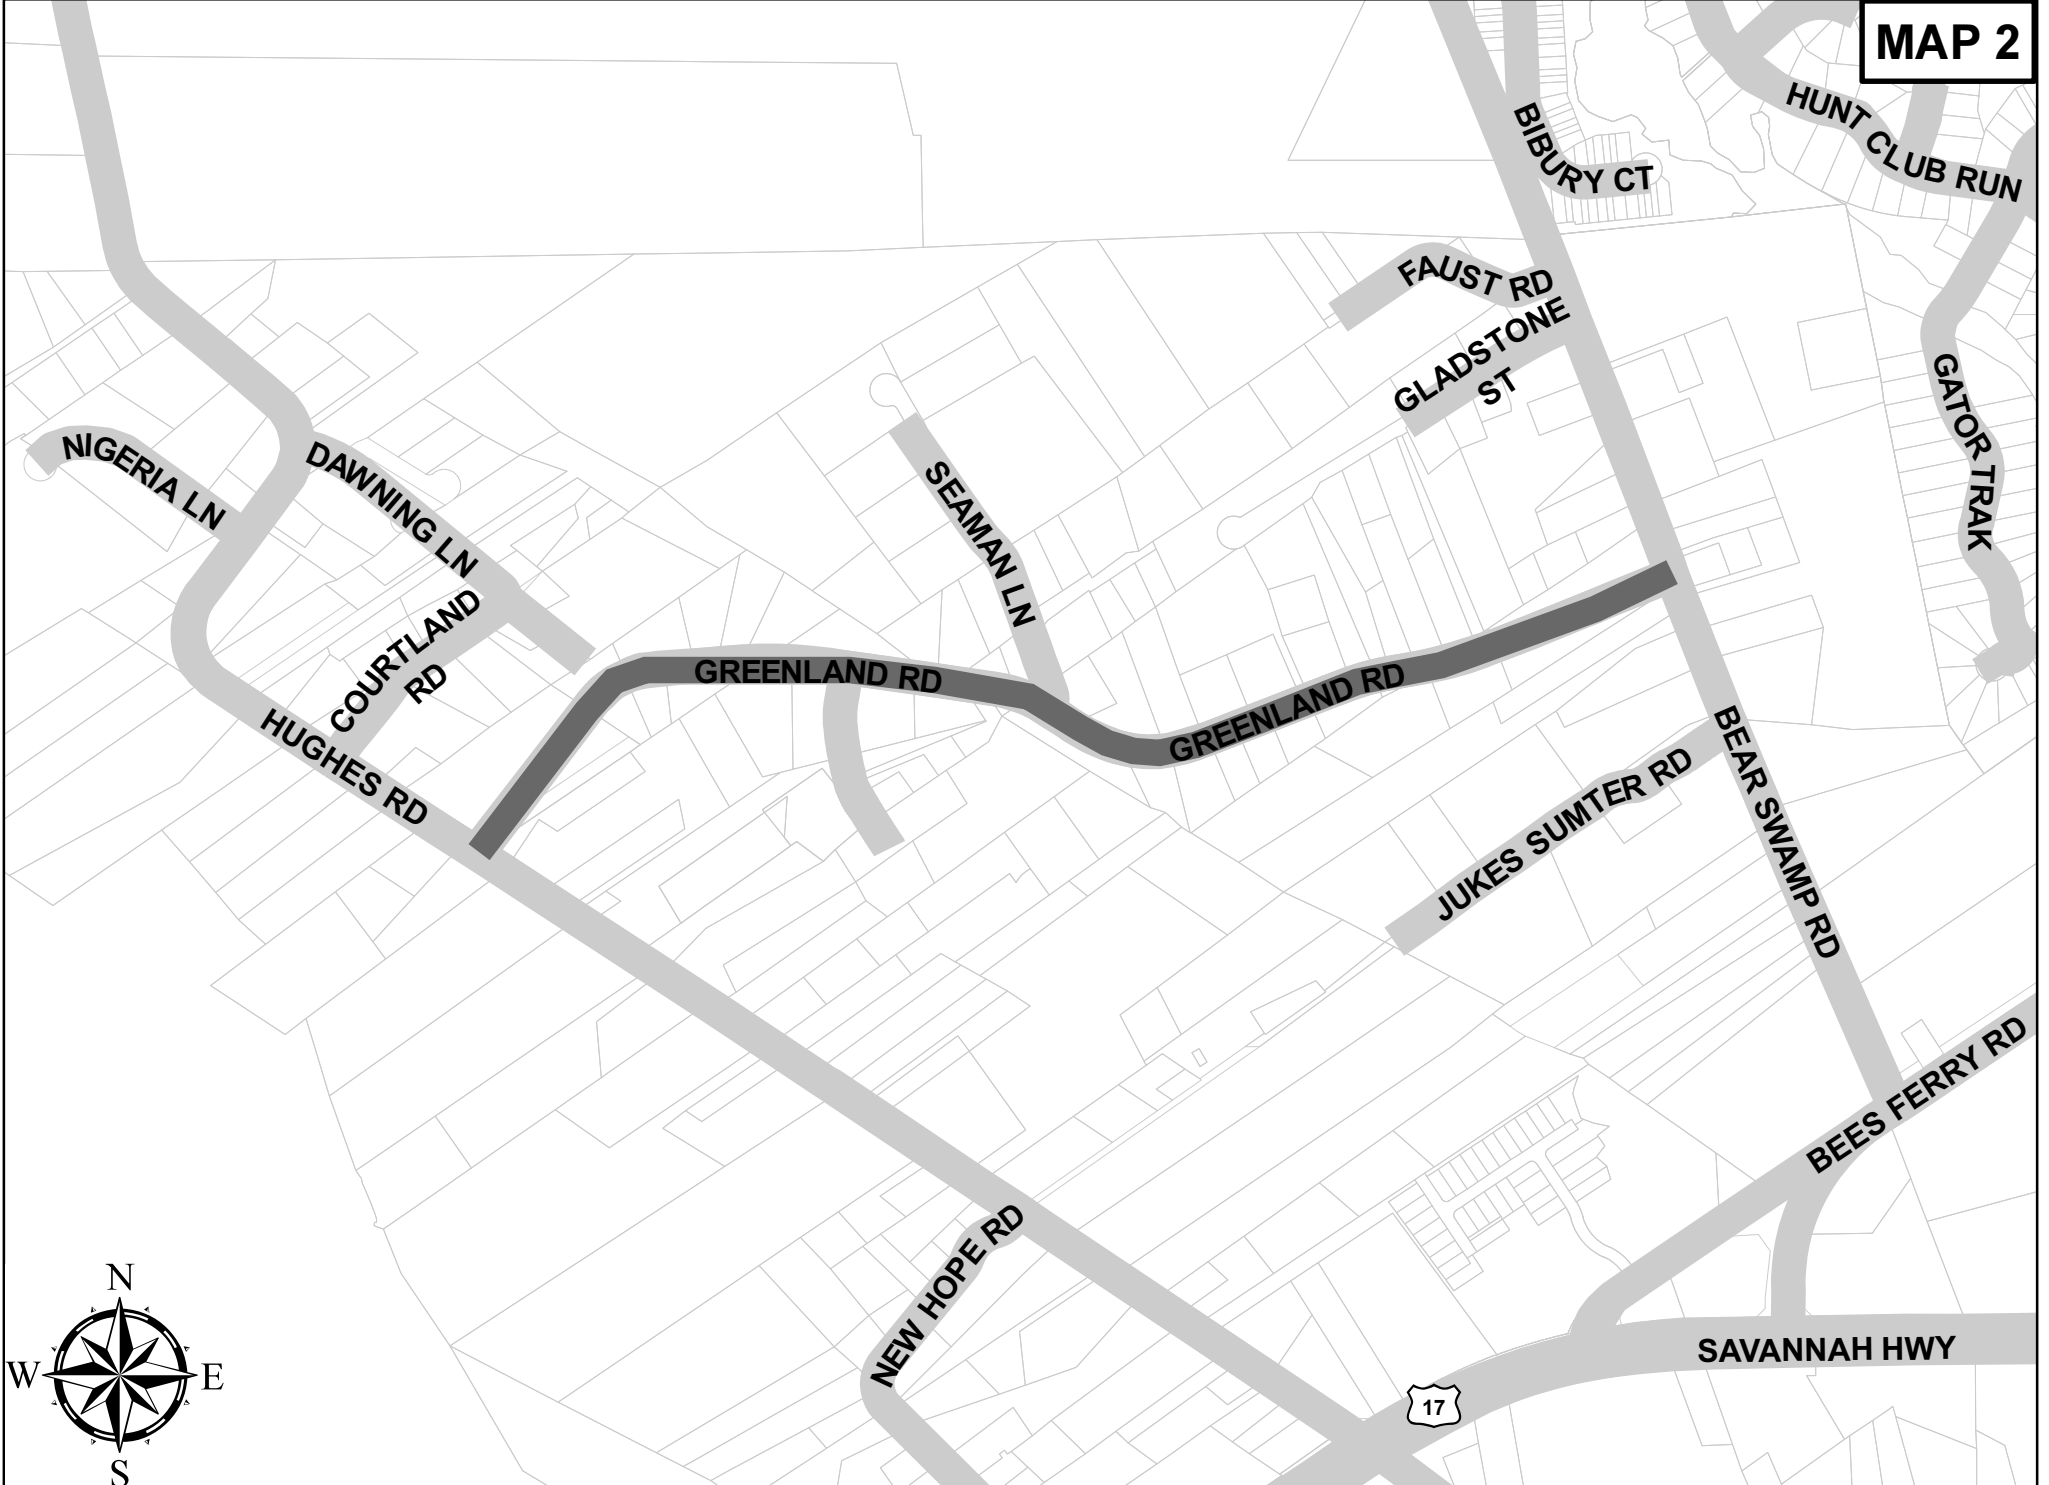 MAP 2
HUNT CLUB RUN
BIBURY CT
FAUST RD
GLADSTONE
ST
GATOR TRAK
NIGERIA LN
DAWNING LN
SEAMAN LN
COURTLAND
RD
GREENLAND RD
GREENLAND RD
HUGHES RD
BEAR SWAMP RD
JUKES SUMTER RD
BEES FERRY RD
NEW HOPE RD
SAVANNAH HWY
17
N
W
E
S